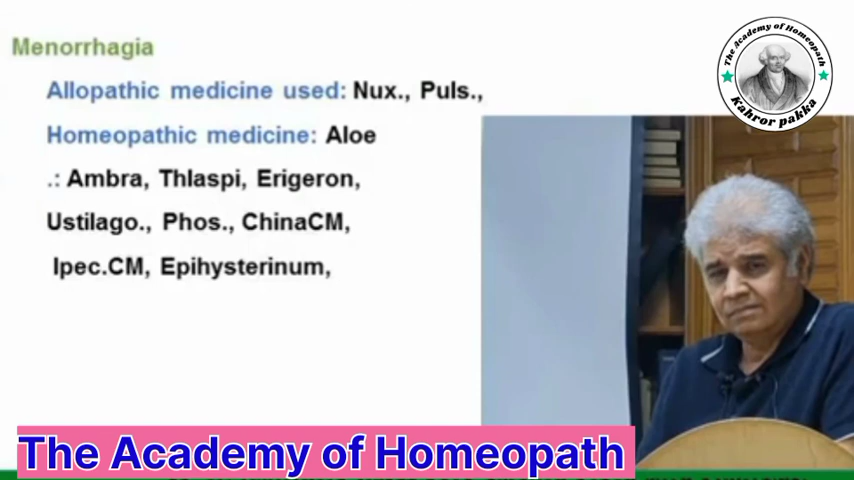 Menorrhagia
Allopathic medicine used: Nux., Puls.,
Homeopathic medicine: Aloe
.: Ambra, Thlaspi, Erigeron,
Ustilago., Phos., ChinaCM,
Ipec.CM, Epihysterinum,
The Academy of Homeopath
Kahror pakka
The Academy of Homeopath